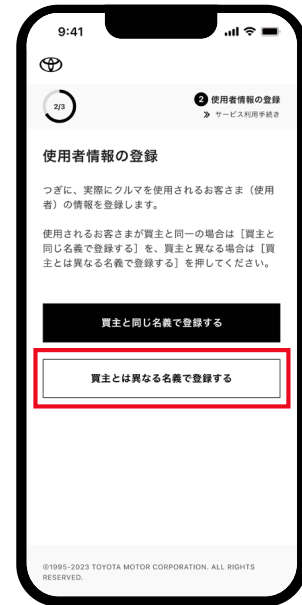 9:41
2/3
2 使用者情報の登録
サービス利用手続き
使用者情報の登録
つぎに、実際にクルマを使用されるお客さま（使用
者）の情報を登録します。
使用されるお客さまが買主と同一の場合は［買主と
同じ名義で登録する］を、買主と異なる場合は［買
主とは異なる名義で登録する］を押してください。
買主と同じ名義で登録する
買主とは異なる名義で登録する
©1995-2023 TOYOTA MOTOR CORPORATION. ALL RIGHTS
RESERVED.